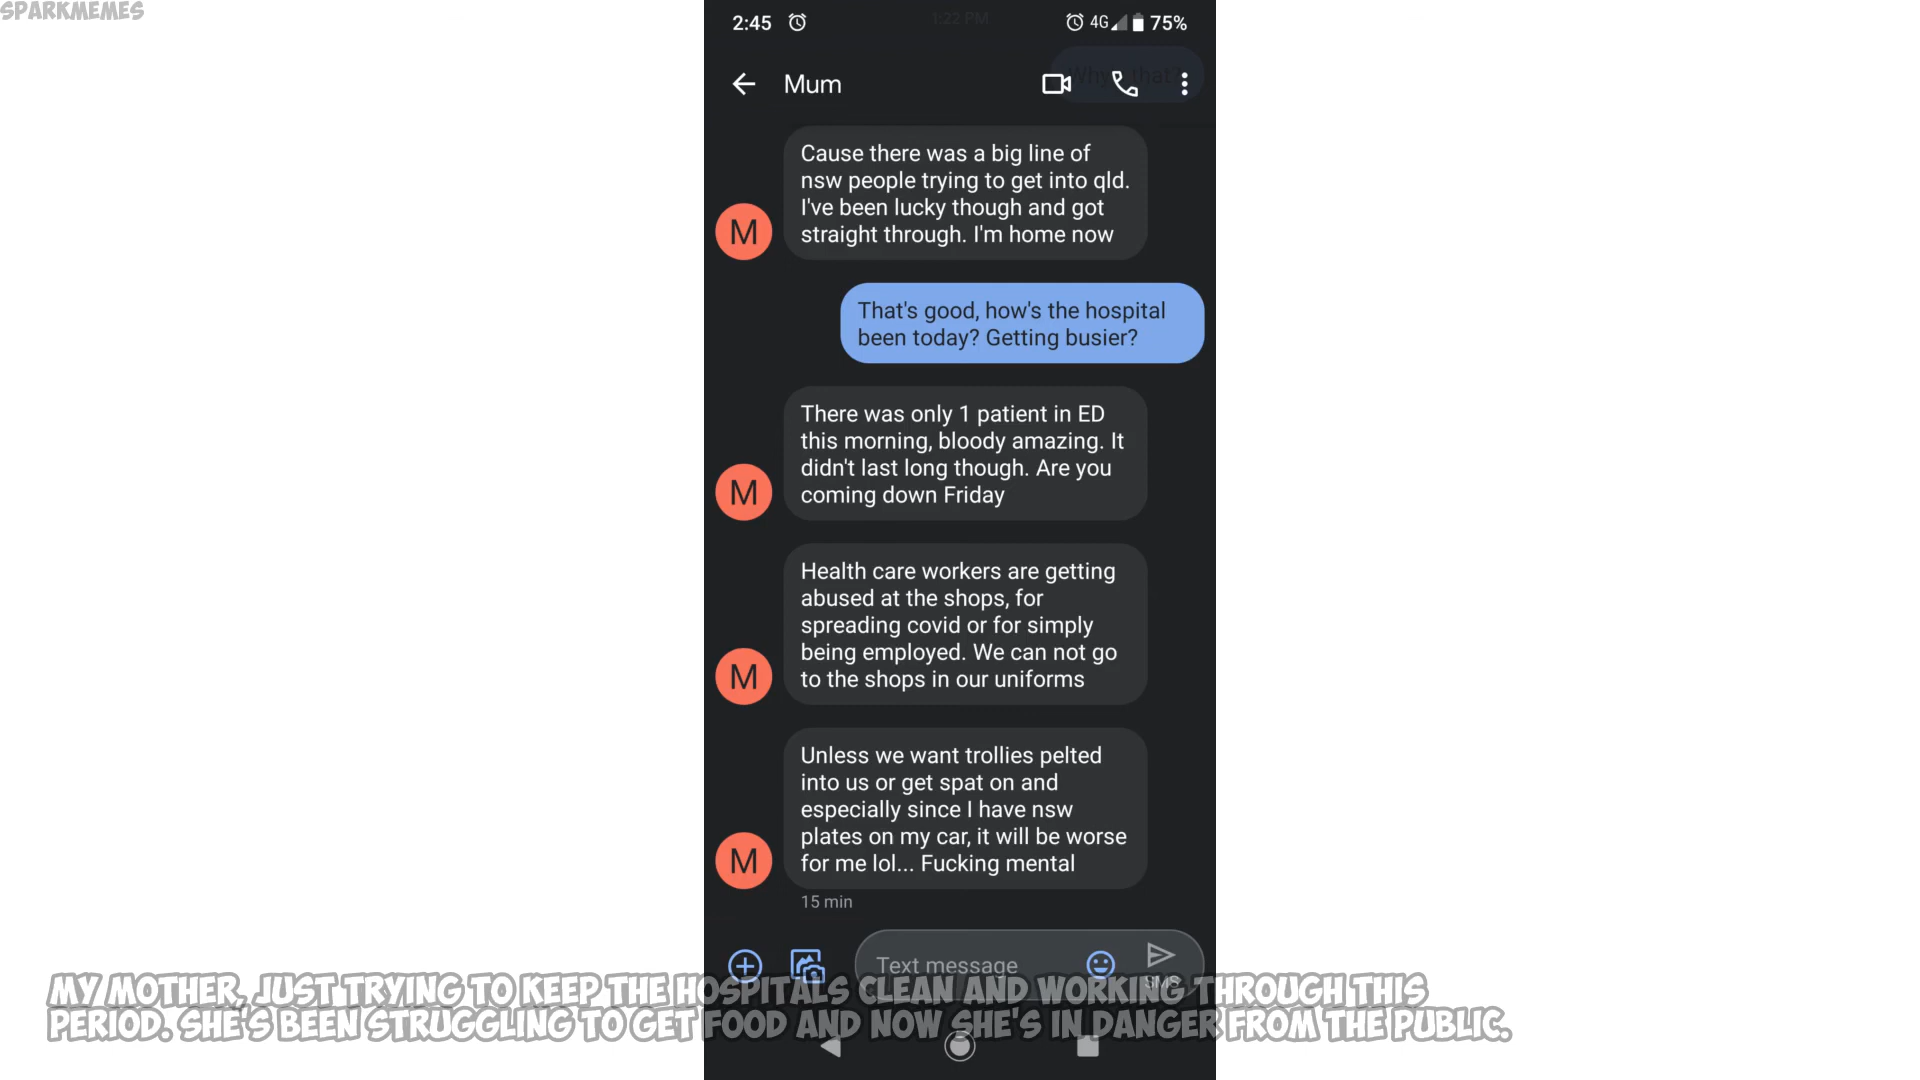 SPARKMEMES
2:45
1:22 PM
4G
75%
Why's that?
Mum
Cause there was a big line of
nsw people trying to get into qld.
I've been lucky though and got
straight through. I'm home now
M
That's good, how's the hospital
been today? Getting busier?
There was only 1 patient in ED
this morning, bloody amazing. It
didn't last long though. Are you
coming down Friday
M
Health care workers are getting
abused at the shops, for
spreading covid or for simply
being employed. We can not go
to the shops in our uniforms
M
Unless we want trollies pelted
into us or get spat on and
especially since I have nsw
plates on my car, it will be worse
for me lol... Fucking mental
M
15 min
Text message
SMS
MY MOTHER, JUST TRYING TO KEEP THE HOSPITALS CLEAN AND WORKING THROUGH THIS
PERIOD. SHE'S BEEN STRUGGLING TO GET FOOD AND NOW SHE'S IN DANGER FROM THE PUBLIC.